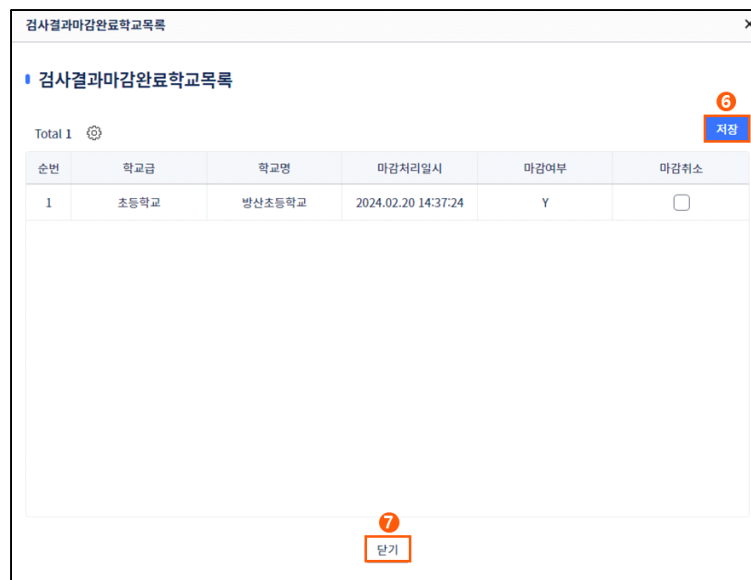 검사결과마감완료학교목록
검사결과마감완료학교목록
6
Total 1 저장
순번 학교급 학교명 마감처리일시 마감여부 마감취소
1 초등학교 방산초등학교 2024.02.20 14:37:24 Y
7
닫기